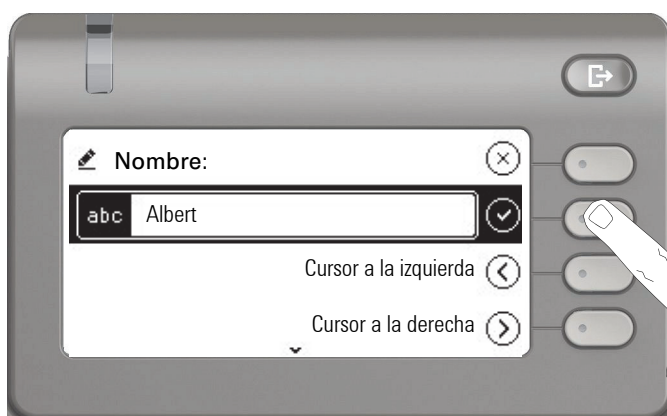 Nombre:
abc Albert
Cursor a la izquierda
Cursor a la derecha